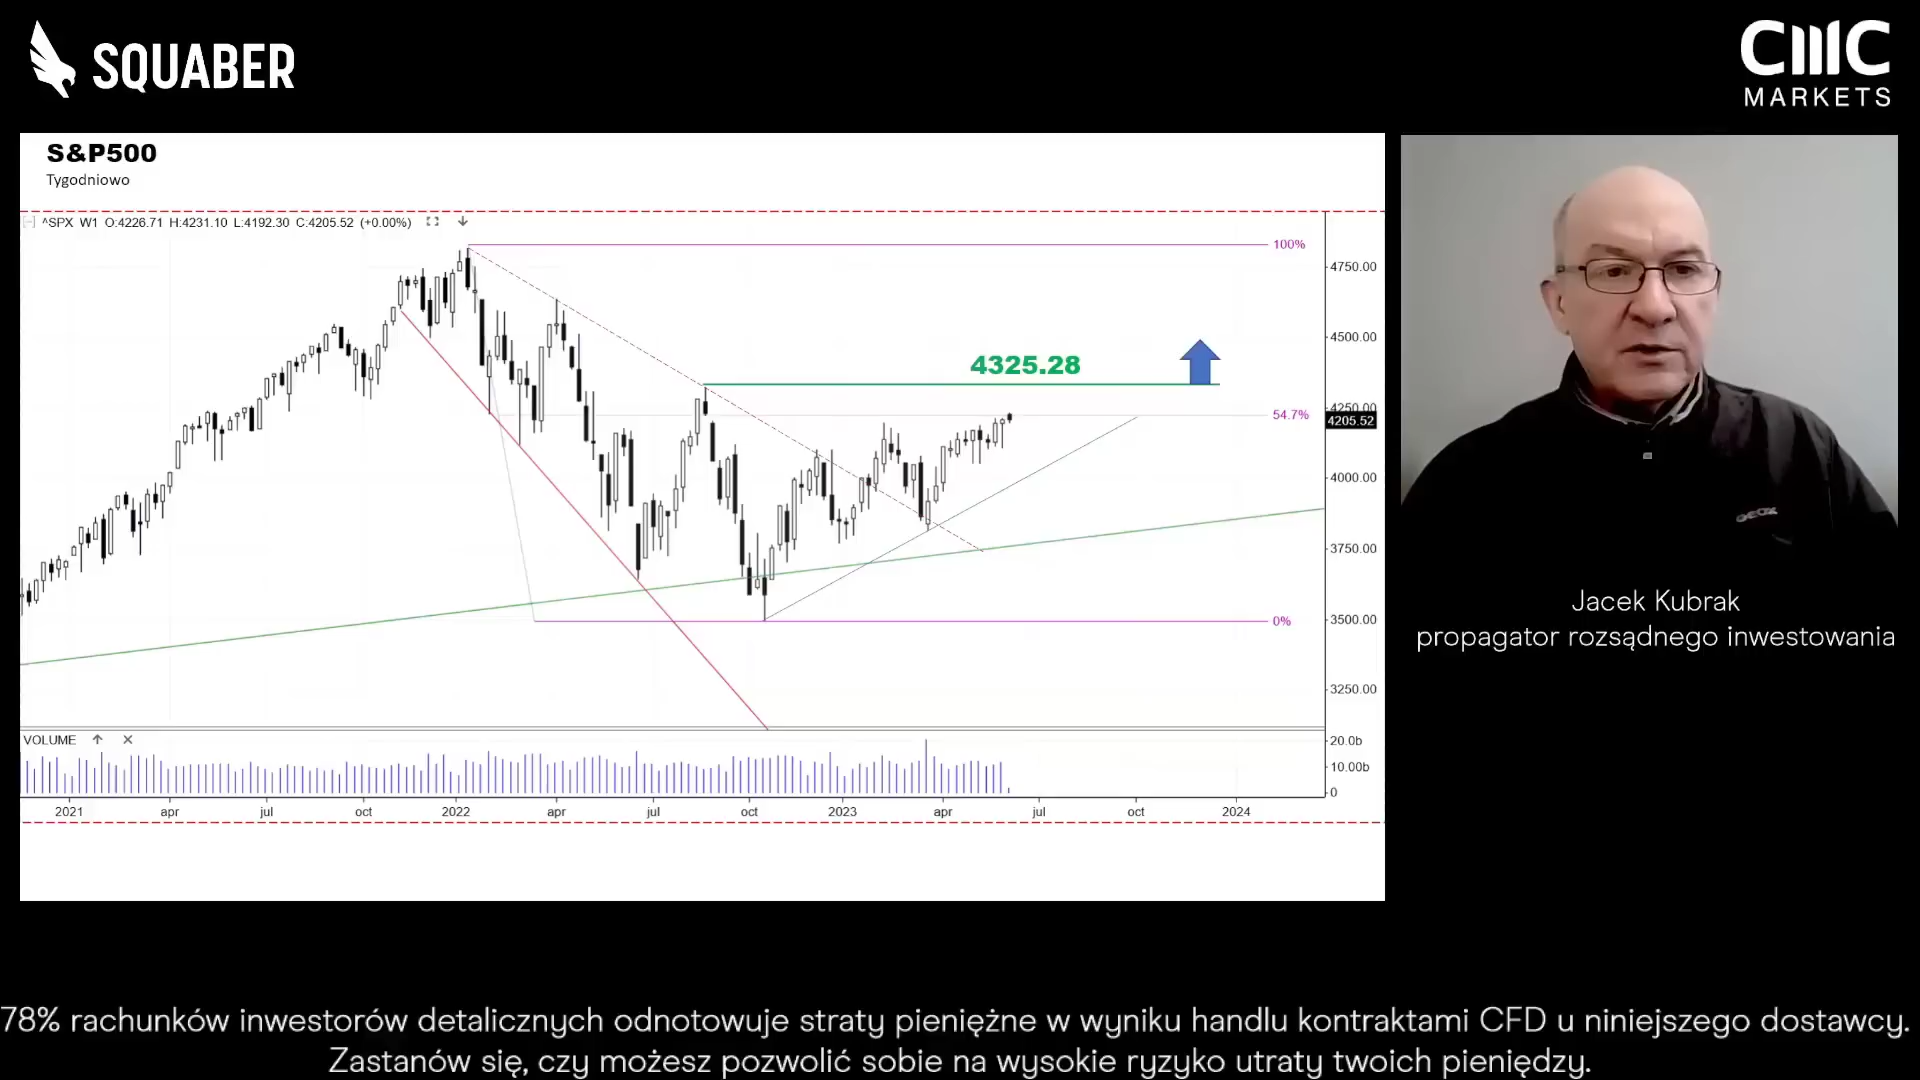 SQUABER
CMC
MARKETS
S&P500
Tygodniowo
^SPX W1 O:4226.71 H:4231.10 L:4192.30 C:4205.52 (+0.00%)
100%
4750.00
4500.00
4325.28
4250.00
54.7%
4205.52
4000.00
3750.00
3500.00
0%
3250.00
VOLUME
20.0b
10.00b
0
2021 apr jul oct 2022 apr jul oct 2023 apr jul oct 2024
GEOX
Jacek Kubrak
propagator rozsądnego inwestowania
78% rachunków inwestorów detalicznych odnotowuje straty pieniężne w wyniku handlu kontraktami CFD u niniejszego dostawcy.
Zastanów się, czy możesz pozwolić sobie na wysokie ryzyko utraty twoich pieniędzy.